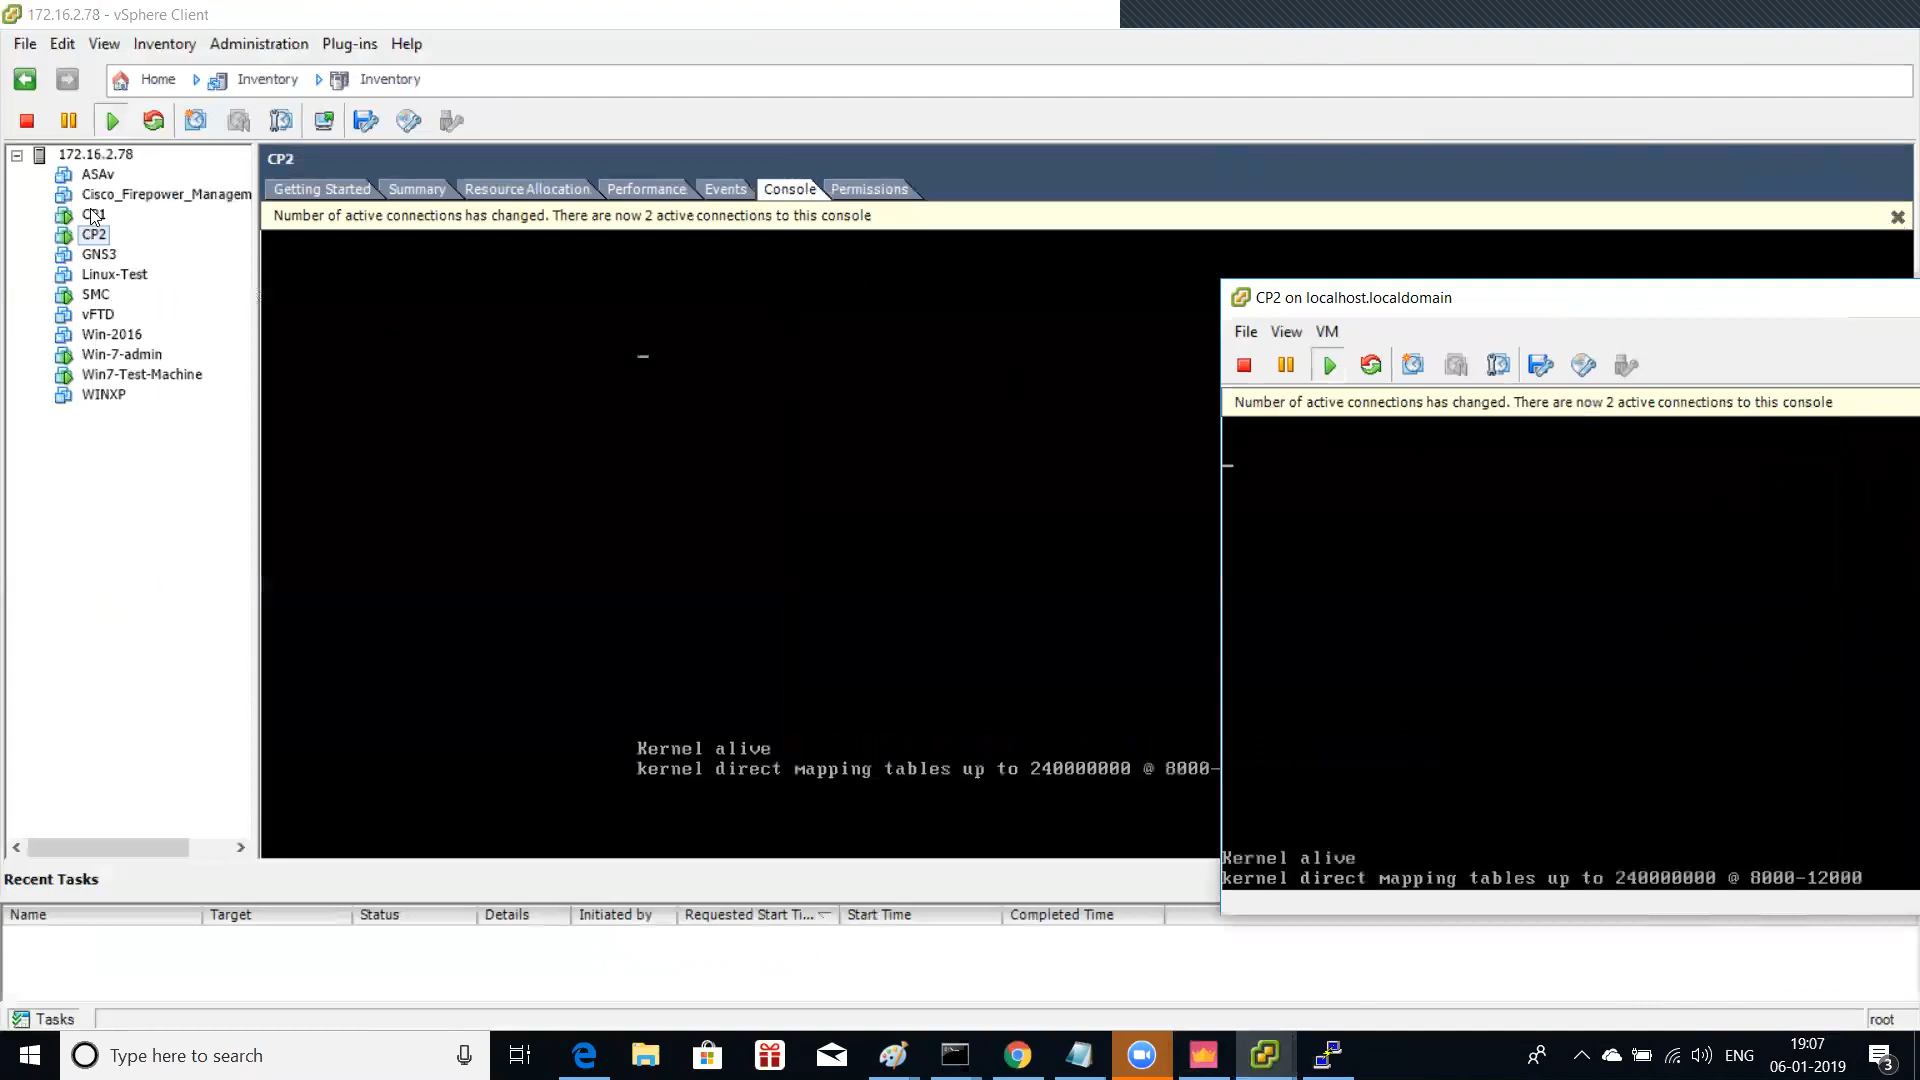 172.16.2.78 - vSphere Client
File Edit View Inventory Administration Plug-ins Help
Home Inventory Inventory
172.16.2.78
ASAv
Cisco_Firepower_Managem
CP1
CP2
GNS3
Linux-Test
SMC
vFTD
Win-2016
Win-7-admin
Win7-Test-Machine
WINXP
CP2
Getting Started Summary Resource Allocation Performance Events Console Permissions
Number of active connections has changed. There are now 2 active connections to this console
Kernel alive
kernel direct mapping tables up to 240000000 @ 8000-
CP2 on localhost.localdomain
File View VM
Number of active connections has changed. There are now 2 active connections to this console
Kernel alive
kernel direct mapping tables up to 240000000 @ 8000-12000
Recent Tasks
Name Target Status Details Initiated by Requested Start Ti... Start Time Completed Time
Tasks root
Type here to search
ENG
19:07
06-01-2019
3